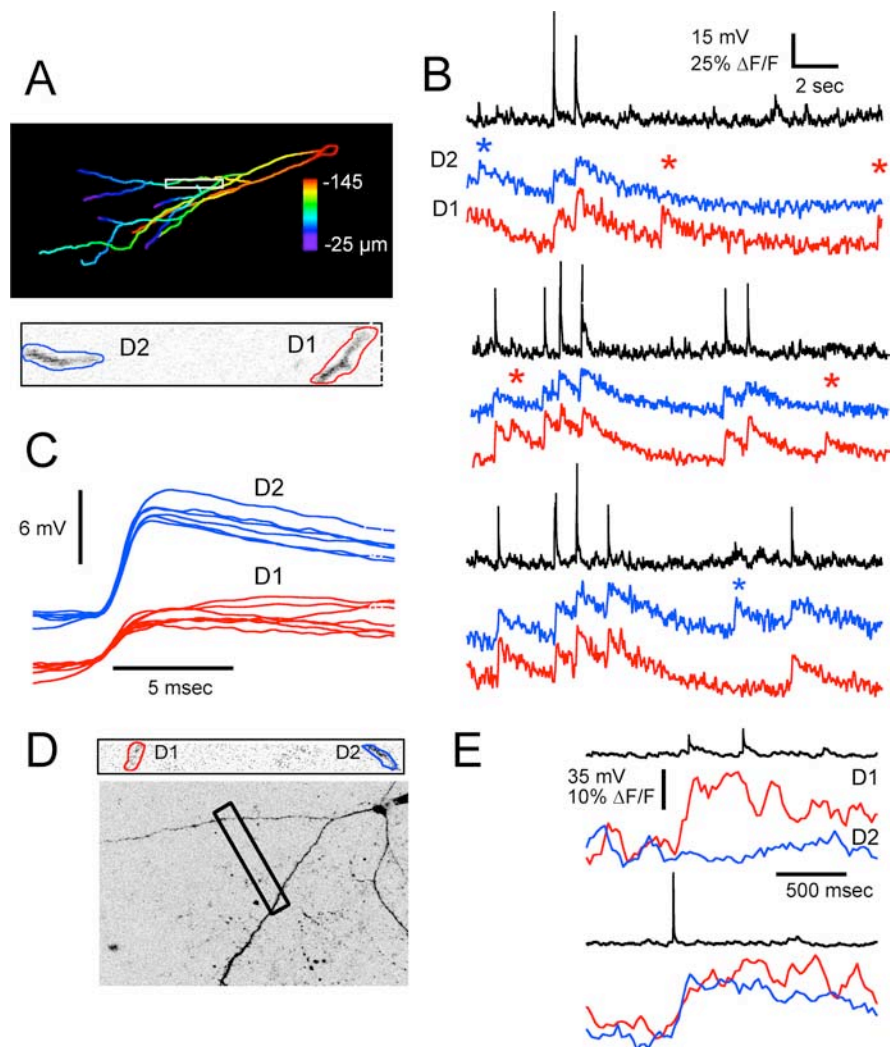 A
-145
-25 µm
D2
D1
B
15 mV
25% ΔF/F
2 sec
*
*
*
D2
D1
*
*
*
C
D2
6 mV
D1
5 msec
D
D1
D2
E
35 mV
10% ΔF/F
D1
D2
500 msec